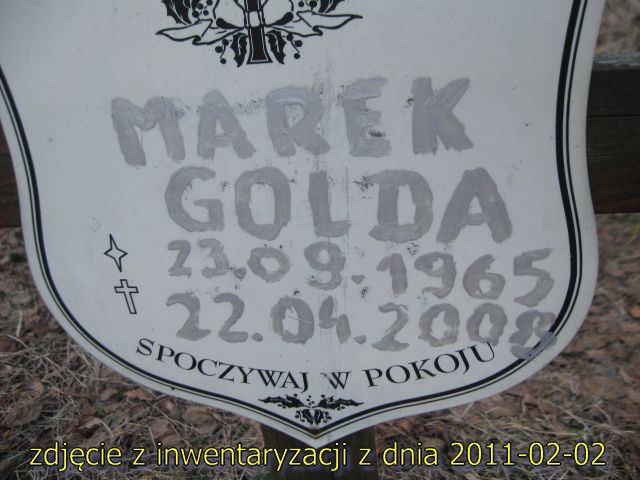 MAREK
GOLDA
23.09.1965
22.04.2008
SPOCZYWAJ W POKOJU
zdjęcie z inwentaryzacji z dnia 2011-02-02